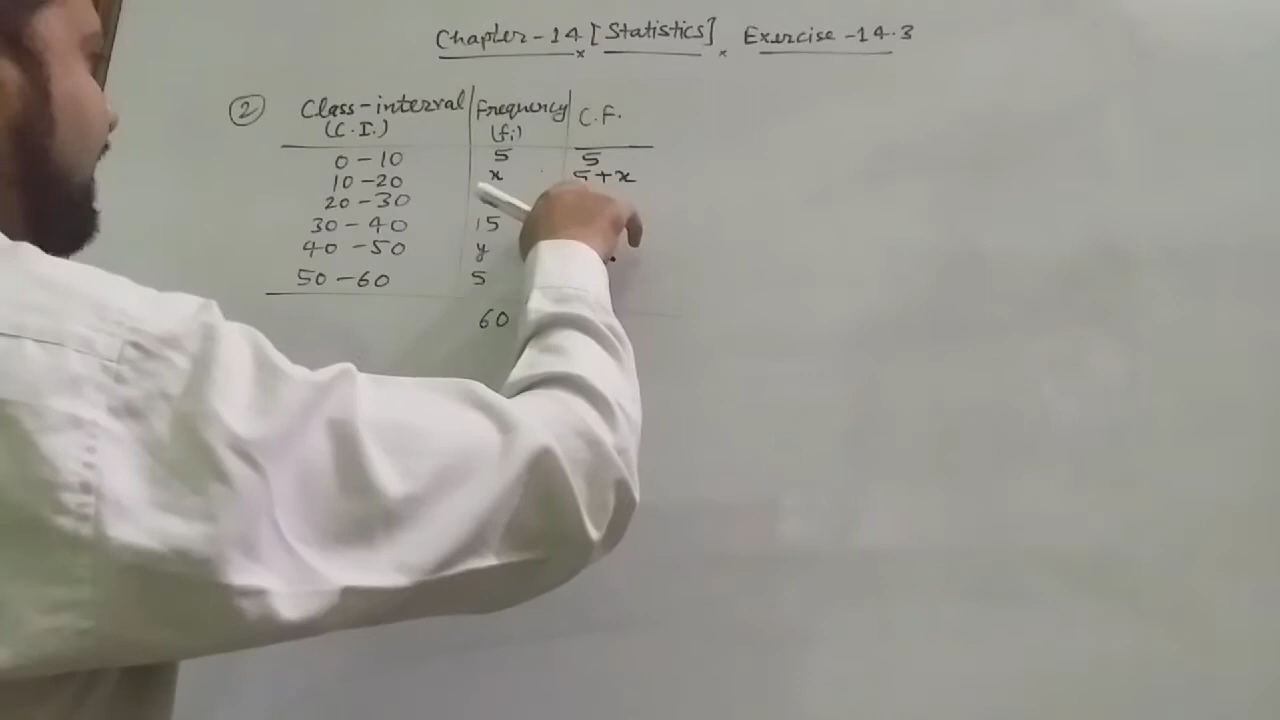 Chapter-14 [Statistics] Exercise-14.3
② Class-interval Frequency C.F.
(C.I.) (fi)
0-10 5 5
10-20 x 5+x
20-30
30-40 15
40-50 y
50-60 5
60